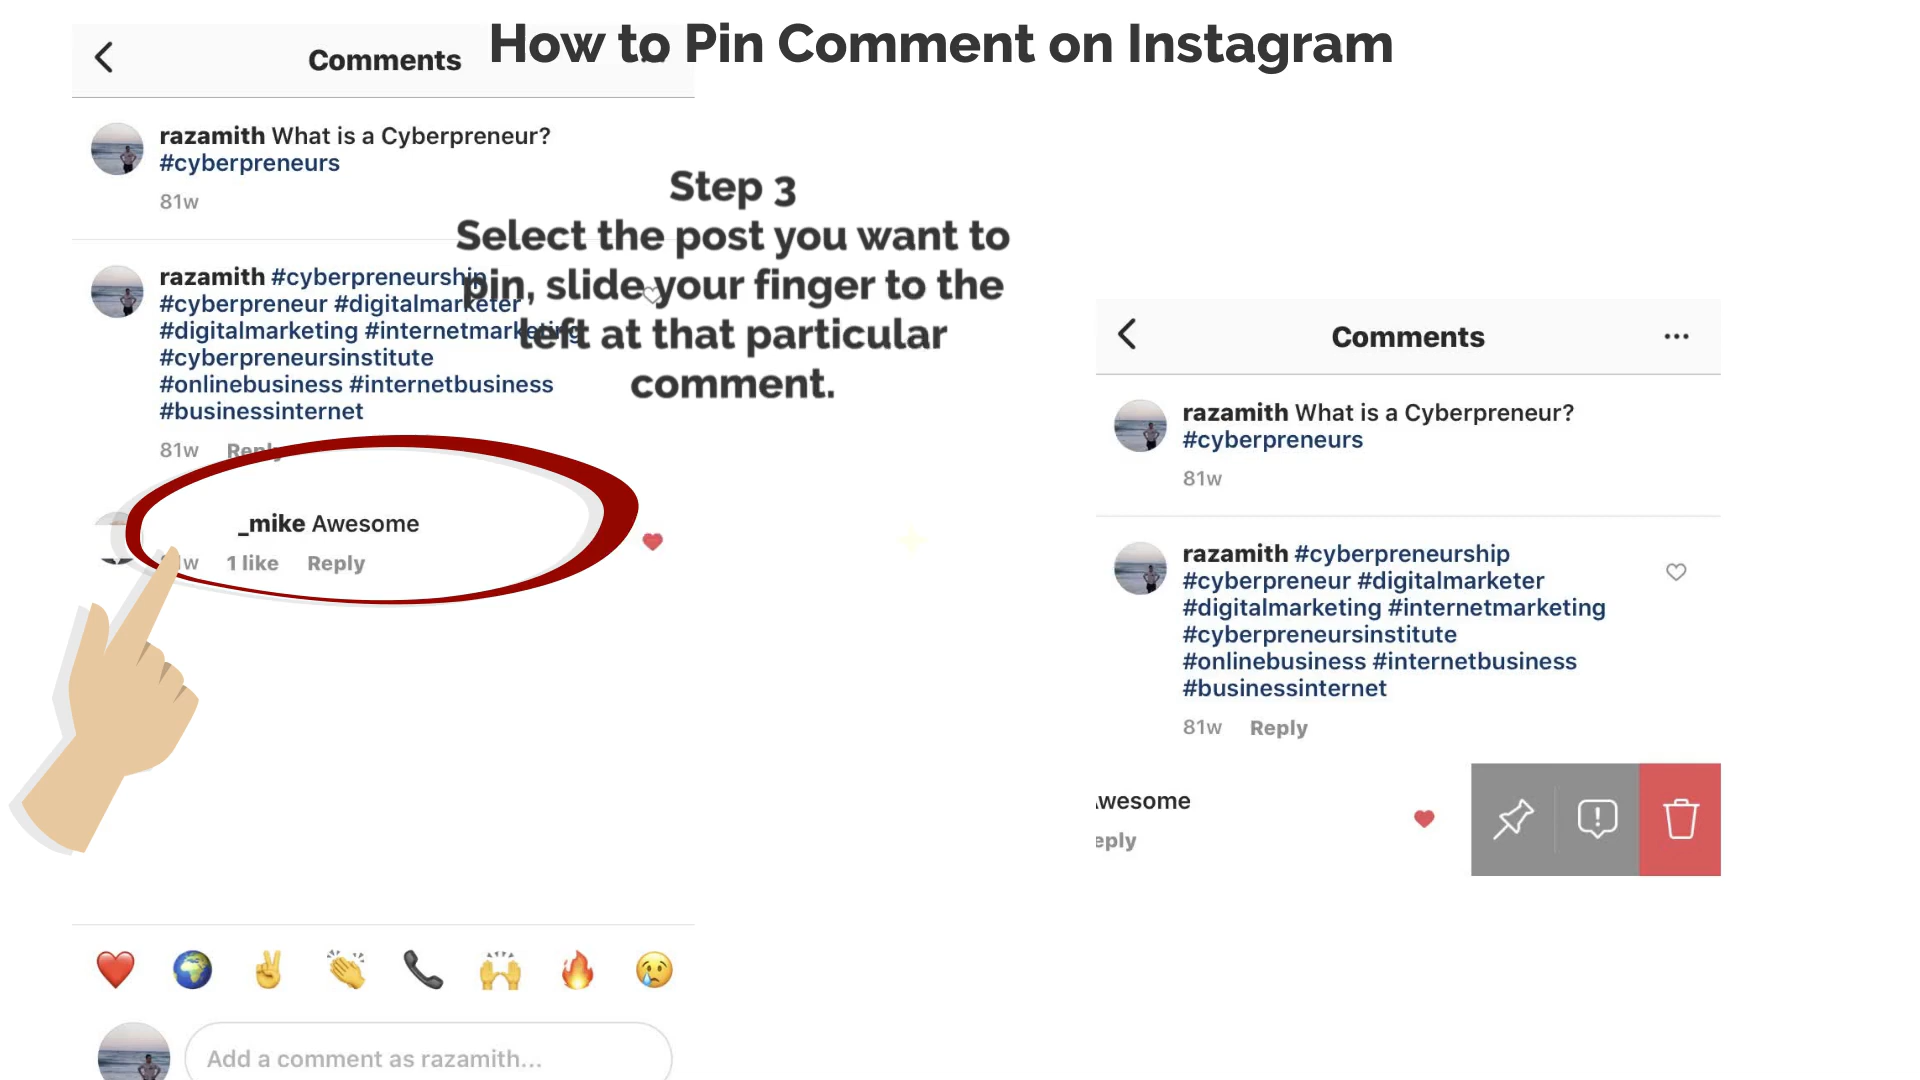 How to Pin Comment on Instagram
Comments
razamith What is a Cyberpreneur?
#cyberpreneurs
81w
Step 3
Select the post you want to
pin, slide your finger to the
left at that particular
comment.
razamith #cyberpreneurship
#cyberpreneur #digitalmarketer
#digitalmarketing #internetmarketing
#cyberpreneursinstitute
#onlinebusiness #internetbusiness
#businessinternet
81w Reply
_mike Awesome
w 1 like Reply
Add a comment as razamith...
Comments
razamith What is a Cyberpreneur?
#cyberpreneurs
81w
razamith #cyberpreneurship
#cyberpreneur #digitalmarketer
#digitalmarketing #internetmarketing
#cyberpreneursinstitute
#onlinebusiness #internetbusiness
#businessinternet
81w Reply
wesome
eply